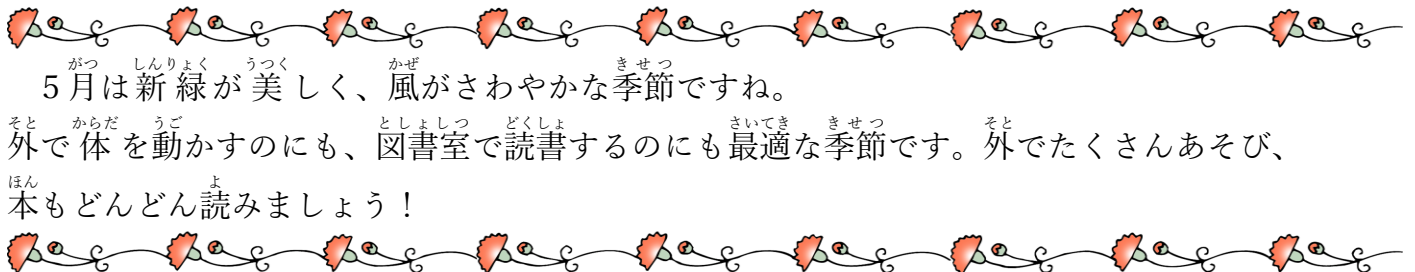 ５月は新緑が美しく、風がさわやかな季節ですね。
外で体を動かすのにも、図書室で読書するのにも最適な季節です。外でたくさんあそび、
本もどんどん読みましょう！